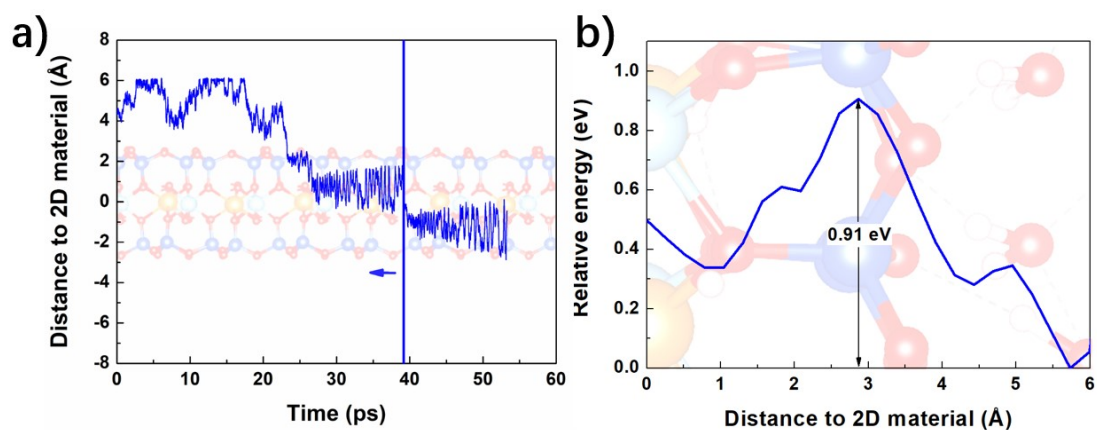 a)
Distance to 2D material (Å)
8
6
4
2
0
-2
-4
-6
-8
0 10 20 30 40 50 60
Time (ps)
b)
Relative energy (eV)
1.0
0.8
0.6
0.4
0.2
0.0
0.91 eV
0 1 2 3 4 5 6
Distance to 2D material (Å)